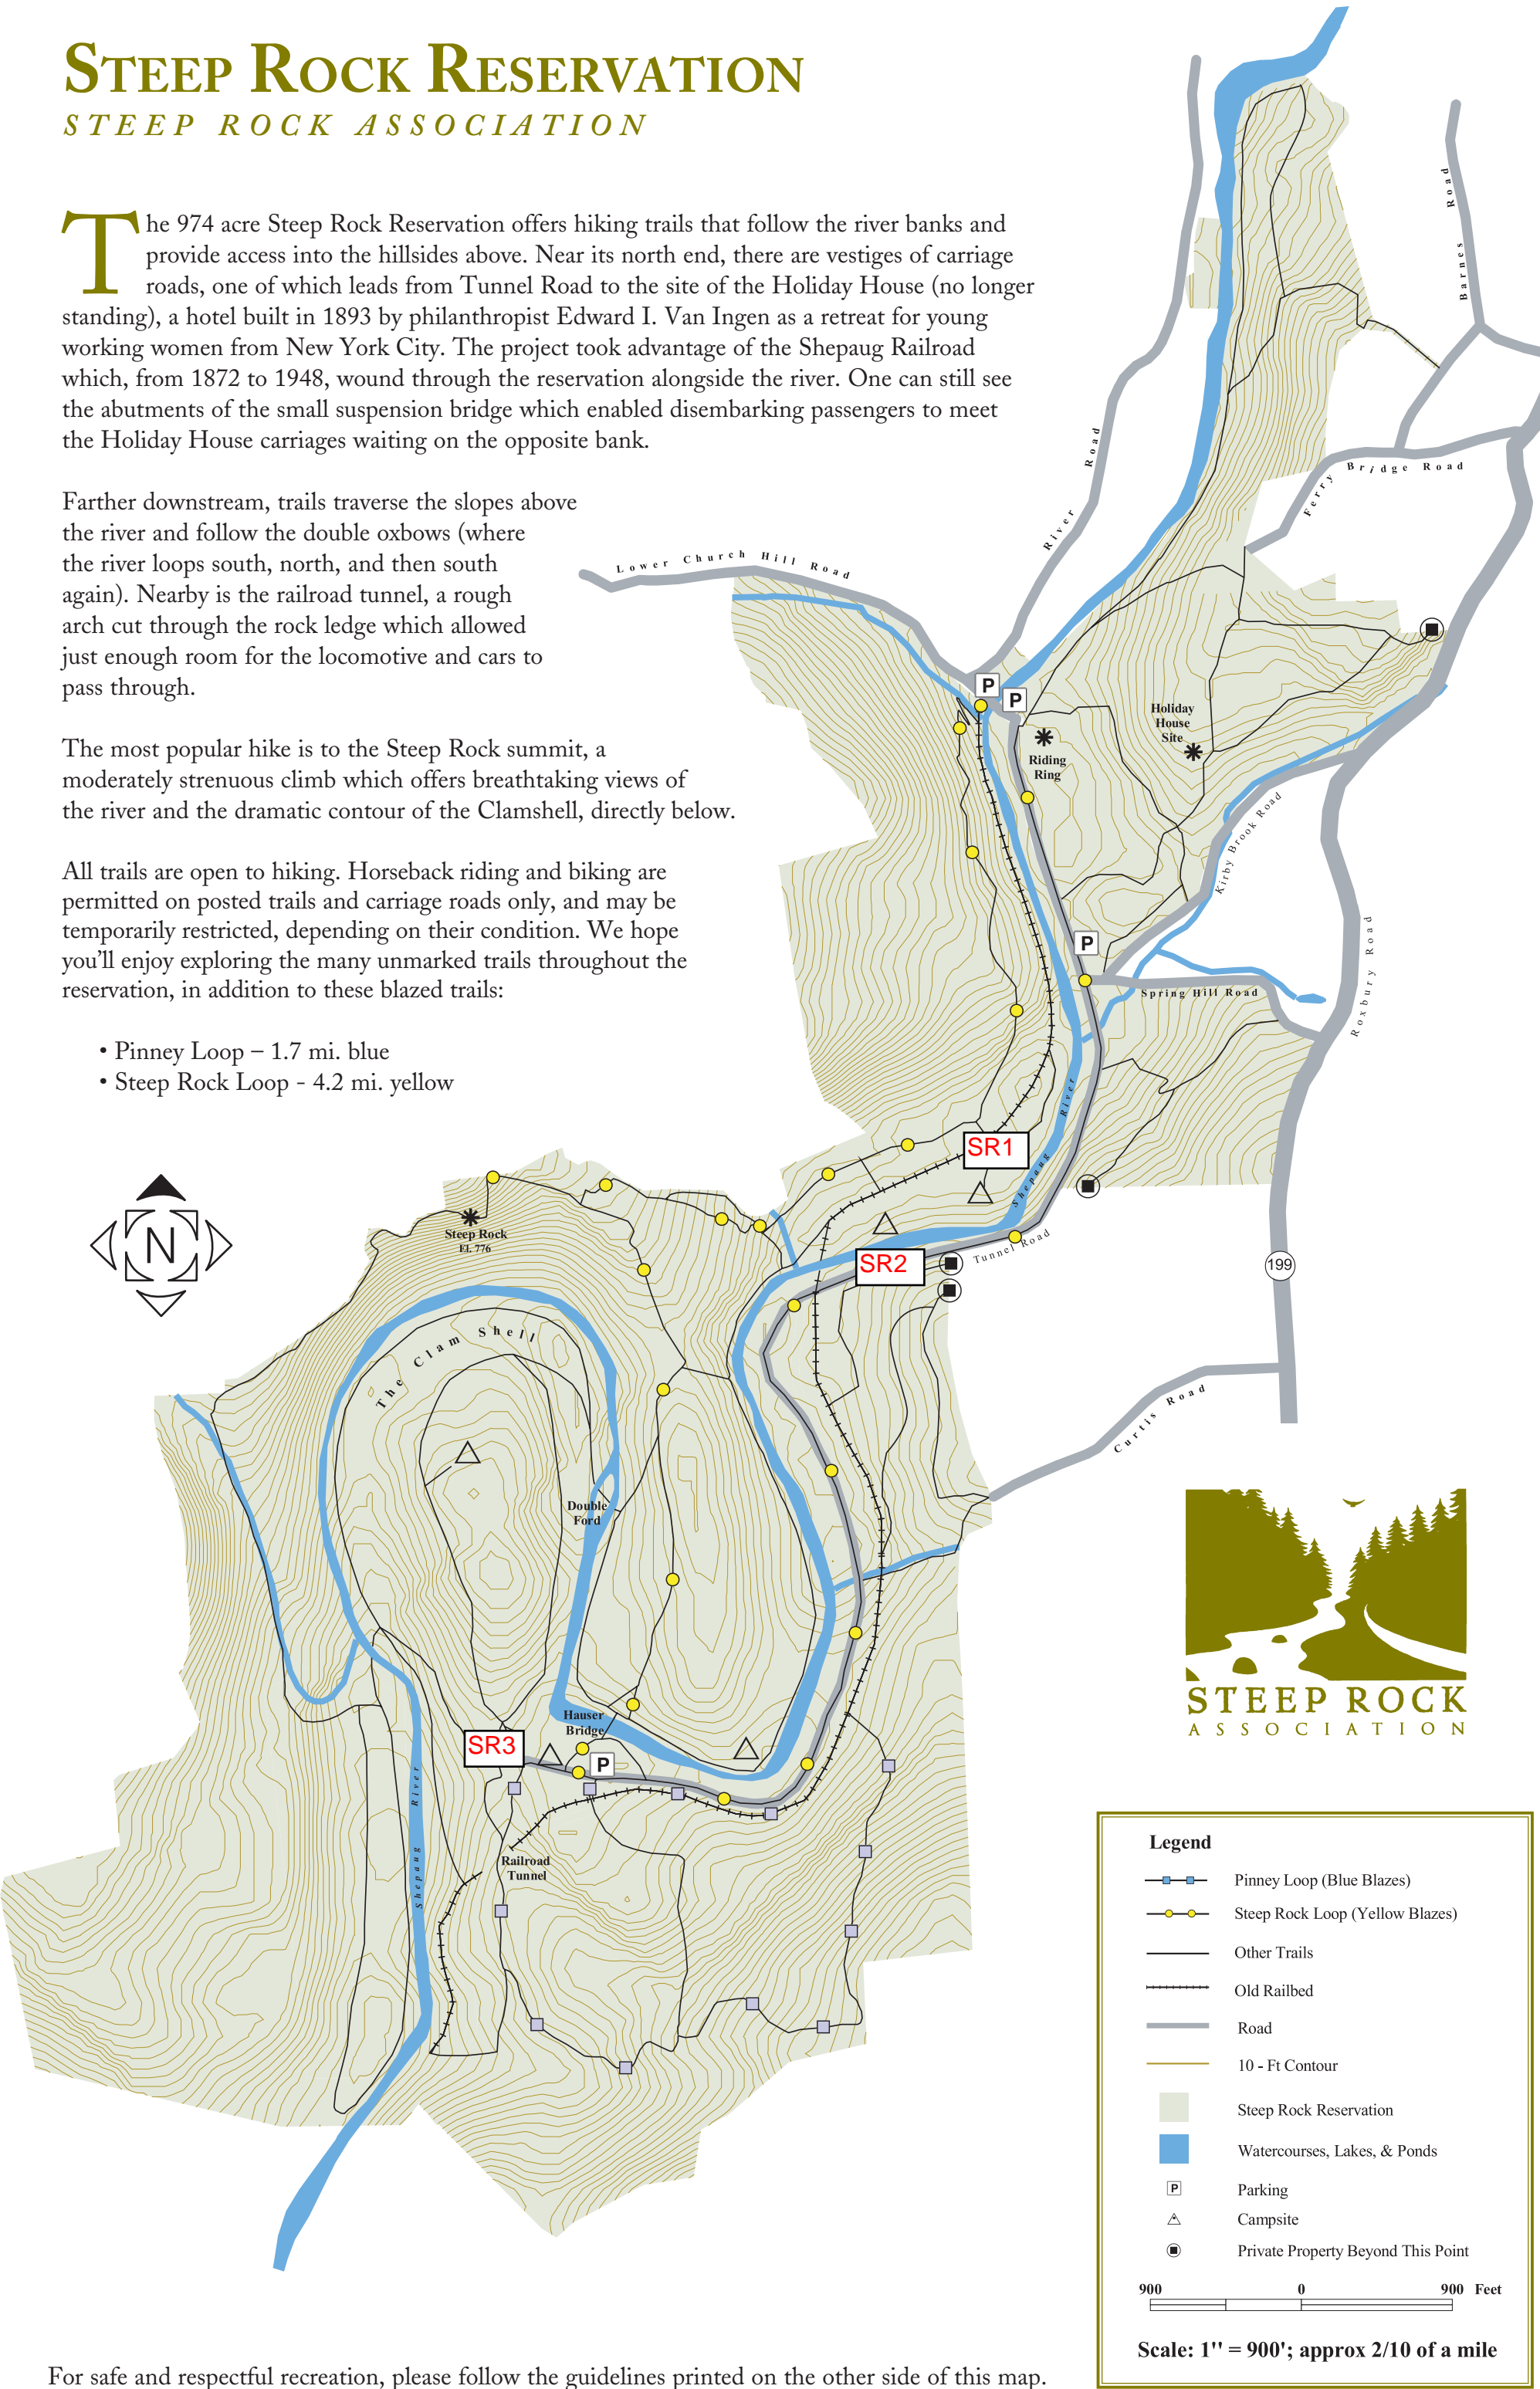 STEEP ROCK RESERVATION
STEEP ROCK ASSOCIATION
The 974 acre Steep Rock Reservation offers hiking trails that follow the river banks and
provide access into the hillsides above. Near its north end, there are vestiges of carriage
roads, one of which leads from Tunnel Road to the site of the Holiday House (no longer
standing), a hotel built in 1893 by philanthropist Edward I. Van Ingen as a retreat for young
working women from New York City. The project took advantage of the Shepaug Railroad
which, from 1872 to 1948, wound through the reservation alongside the river. One can still see
the abutments of the small suspension bridge which enabled disembarking passengers to meet
the Holiday House carriages waiting on the opposite bank.
Farther downstream, trails traverse the slopes above
the river and follow the double oxbows (where
the river loops south, north, and then south
again). Nearby is the railroad tunnel, a rough
arch cut through the rock ledge which allowed
just enough room for the locomotive and cars to
pass through.
The most popular hike is to the Steep Rock summit, a
moderately strenuous climb which offers breathtaking views of
the river and the dramatic contour of the Clamshell, directly below.
All trails are open to hiking. Horseback riding and biking are
permitted on posted trails and carriage roads only, and may be
temporarily restricted, depending on their condition. We hope
you'll enjoy exploring the many unmarked trails throughout the
reservation, in addition to these blazed trails:
• Pinney Loop – 1.7 mi. blue
• Steep Rock Loop - 4.2 mi. yellow
Barnes Road
River Road
Ferry Bridge Road
Lower Church Hill Road
P
P
Holiday
House
Site
Riding
Ring
Kirby Brook Road
P
Spring Hill Road
Roxbury Road
Shepaug River
SR1
N
Steep Rock
El. 776
SR2
Tunnel Road
199
The Clam Shell
Curtis Road
Double
Ford
Hauser
Bridge
SR3
P
Shepaug River
Railroad
Tunnel
STEEP ROCK
ASSOCIATION
Legend
Pinney Loop (Blue Blazes)
Steep Rock Loop (Yellow Blazes)
Other Trails
Old Railbed
Road
10 - Ft Contour
Steep Rock Reservation
Watercourses, Lakes, & Ponds
P Parking
Campsite
Private Property Beyond This Point
900 0 900 Feet
Scale: 1" = 900'; approx 2/10 of a mile
For safe and respectful recreation, please follow the guidelines printed on the other side of this map.